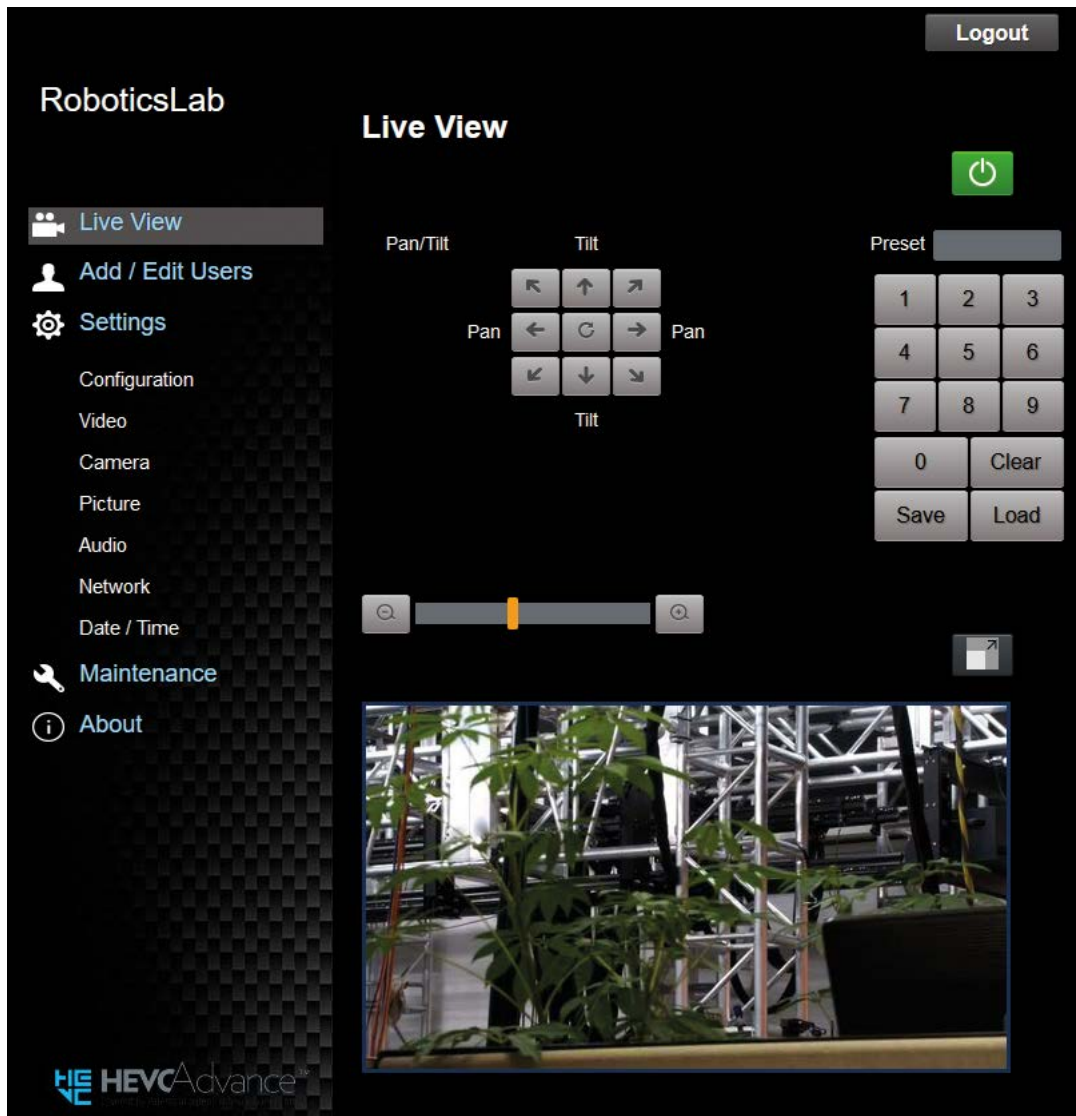 Logout
RoboticsLab
Live View
Live View
Add / Edit Users
Settings
Configuration
Video
Camera
Picture
Audio
Network
Date / Time
Maintenance
About
Pan/Tilt
Tilt
Pan
Pan
Tilt
Preset
1 2 3
4 5 6
7 8 9
0 Clear
Save Load
HEVC HEVCAdvance™